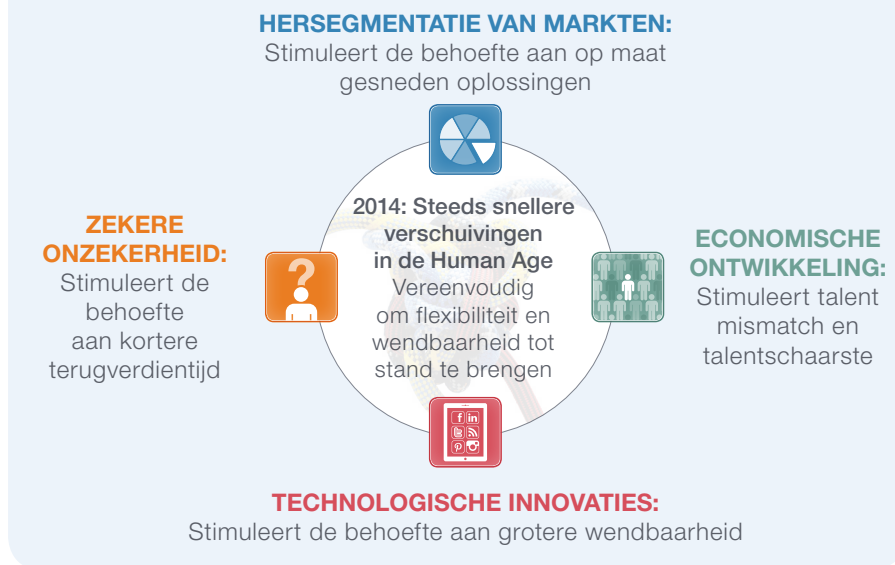 HERSEGMENTATIE VAN MARKTEN:
Stimuleert de behoefte aan op maat
gesneden oplossingen
ZEKERE
ONZEKERHEID:
Stimuleert de
behoefte
aan kortere
terugverdientijd
?
2014: Steeds snellere
verschuivingen
in de Human Age
Vereenvoudig
om flexibiliteit en
wendbaarheid tot
stand te brengen
ECONOMISCHE
ONTWIKKELING:
Stimuleert talent
mismatch en
talentschaarste
f in
TECHNOLOGISCHE INNOVATIES:
Stimuleert de behoefte aan grotere wendbaarheid